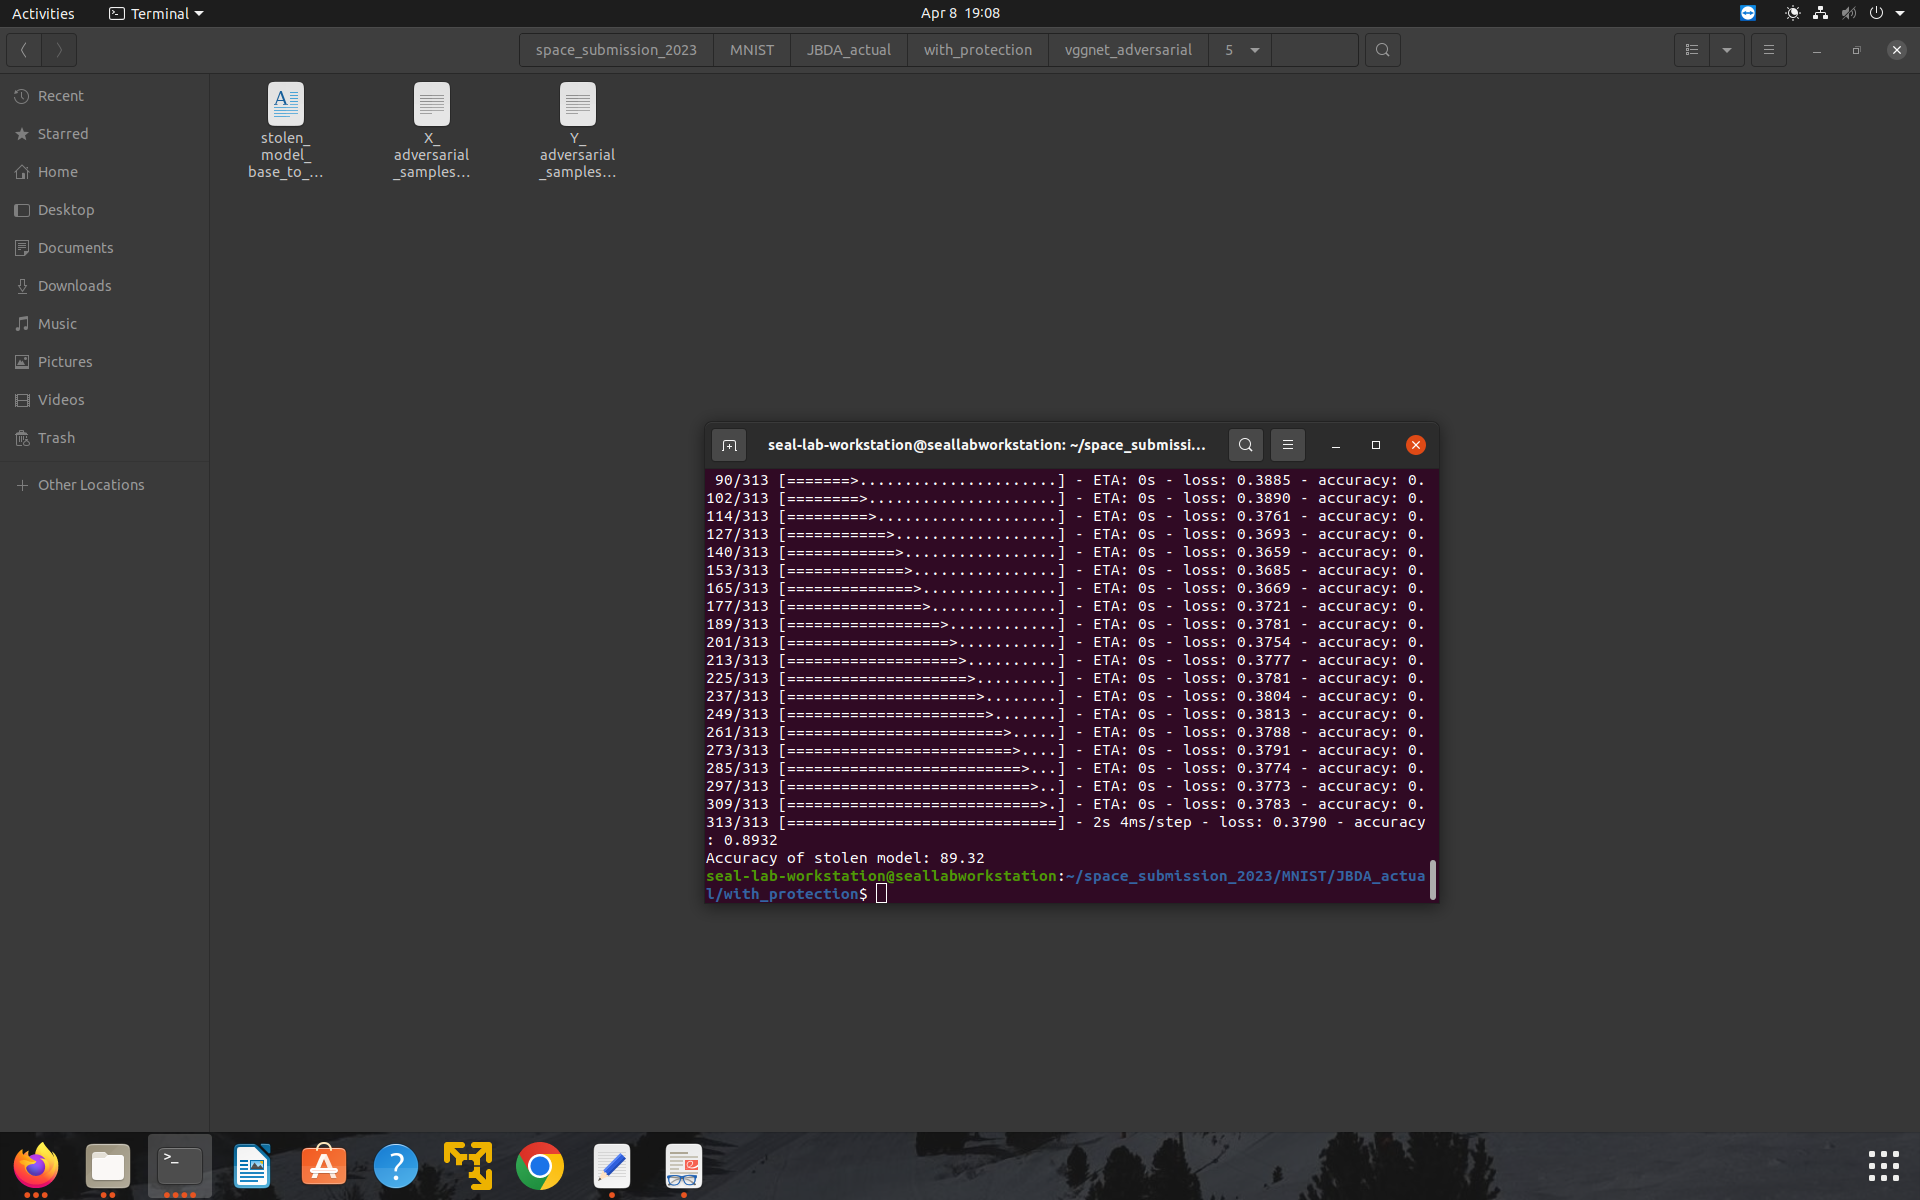 Activities
Terminal
Apr 8 19:08
space_submission_2023
MNIST
JBDA_actual
with_protection
vggnet_adversarial
5
Recent
Starred
Home
Desktop
Documents
Downloads
Music
Pictures
Videos
Trash
Other Locations
stolen_
model_
base_to_...
X_
adversarial
_samples...
Y_
adversarial
_samples...
seal-lab-workstation@seallabworkstation: ~/space_submissi...
90/313 [=======>......................] - ETA: 0s - loss: 0.3885 - accuracy: 0.
102/313 [========>.....................] - ETA: 0s - loss: 0.3890 - accuracy: 0.
114/313 [=========>....................] - ETA: 0s - loss: 0.3761 - accuracy: 0.
127/313 [===========>..................] - ETA: 0s - loss: 0.3693 - accuracy: 0.
140/313 [============>.................] - ETA: 0s - loss: 0.3659 - accuracy: 0.
153/313 [=============>................] - ETA: 0s - loss: 0.3685 - accuracy: 0.
165/313 [==============>...............] - ETA: 0s - loss: 0.3669 - accuracy: 0.
177/313 [===============>..............] - ETA: 0s - loss: 0.3721 - accuracy: 0.
189/313 [=================>............] - ETA: 0s - loss: 0.3781 - accuracy: 0.
201/313 [==================>...........] - ETA: 0s - loss: 0.3754 - accuracy: 0.
213/313 [===================>..........] - ETA: 0s - loss: 0.3777 - accuracy: 0.
225/313 [====================>.........] - ETA: 0s - loss: 0.3781 - accuracy: 0.
237/313 [=====================>........] - ETA: 0s - loss: 0.3804 - accuracy: 0.
249/313 [======================>.......] - ETA: 0s - loss: 0.3813 - accuracy: 0.
261/313 [========================>.....] - ETA: 0s - loss: 0.3788 - accuracy: 0.
273/313 [=========================>....] - ETA: 0s - loss: 0.3791 - accuracy: 0.
285/313 [==========================>...] - ETA: 0s - loss: 0.3774 - accuracy: 0.
297/313 [===========================>..] - ETA: 0s - loss: 0.3773 - accuracy: 0.
309/313 [============================>.] - ETA: 0s - loss: 0.3783 - accuracy: 0.
313/313 [==============================] - 2s 4ms/step - loss: 0.3790 - accuracy
: 0.8932
Accuracy of stolen model: 89.32
seal-lab-workstation@seallabworkstation:~/space_submission_2023/MNIST/JBDA_actua
l/with_protection$